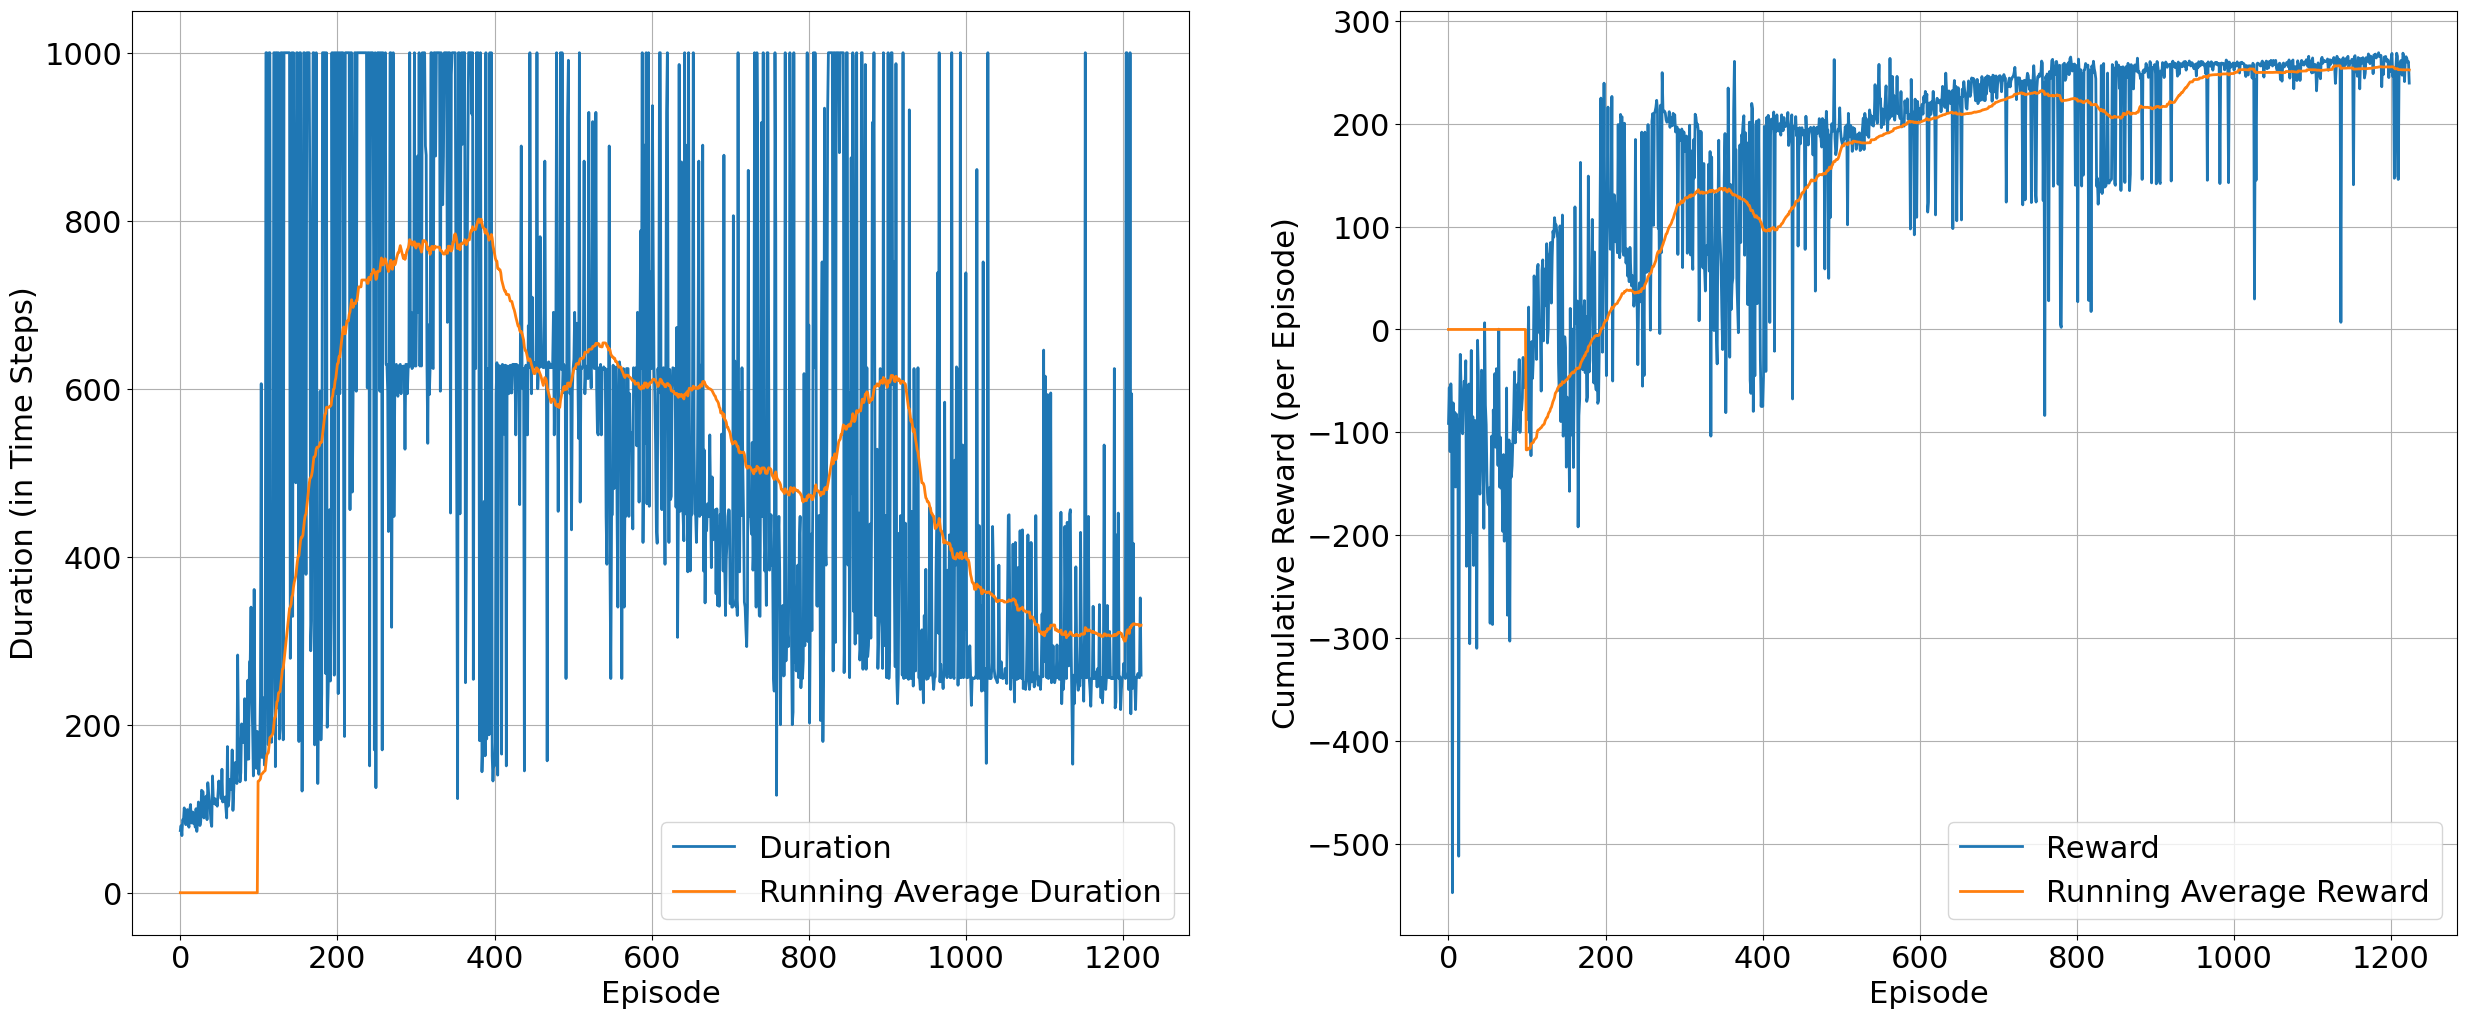 Duration (in Time Steps)
1000
800
600
400
200
0
0 200 400 600 800 1000 1200
Episode
Duration
Running Average Duration
Cumulative Reward (per Episode)
300
200
100
0
−100
−200
−300
−400
−500
0 200 400 600 800 1000 1200
Episode
Reward
Running Average Reward